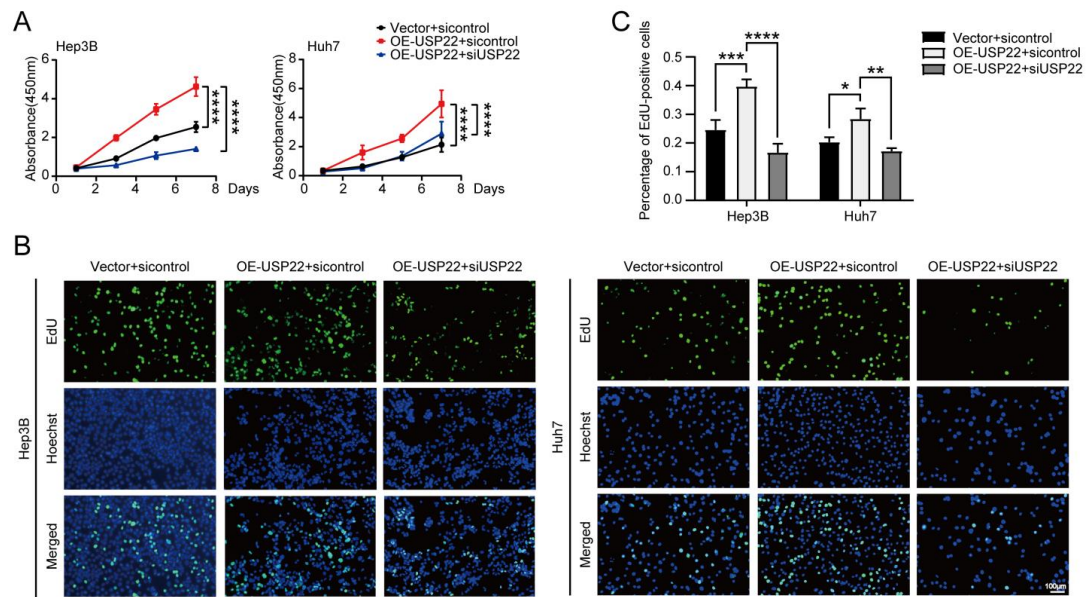 A
Hep3B
Absorbance(450nm)
6
4
2
0
0
2
4
6
8
Days
****
****
Huh7
Vector+sicontrol
OE-USP22+sicontrol
OE-USP22+siUSP22
Absorbance(450nm)
6
4
2
0
0
2
4
6
8
Days
****
****
C
Percentage of EdU-positive cells
0.5
0.4
0.3
0.2
0.1
0.0
***
****
*
**
Hep3B
Huh7
Vector+sicontrol
OE-USP22+sicontrol
OE-USP22+siUSP22
B
Vector+sicontrol
OE-USP22+sicontrol
OE-USP22+siUSP22
Hep3B
EdU
Hoechst
Merged
Vector+sicontrol
OE-USP22+sicontrol
OE-USP22+siUSP22
Huh7
EdU
Hoechst
Merged
100μm